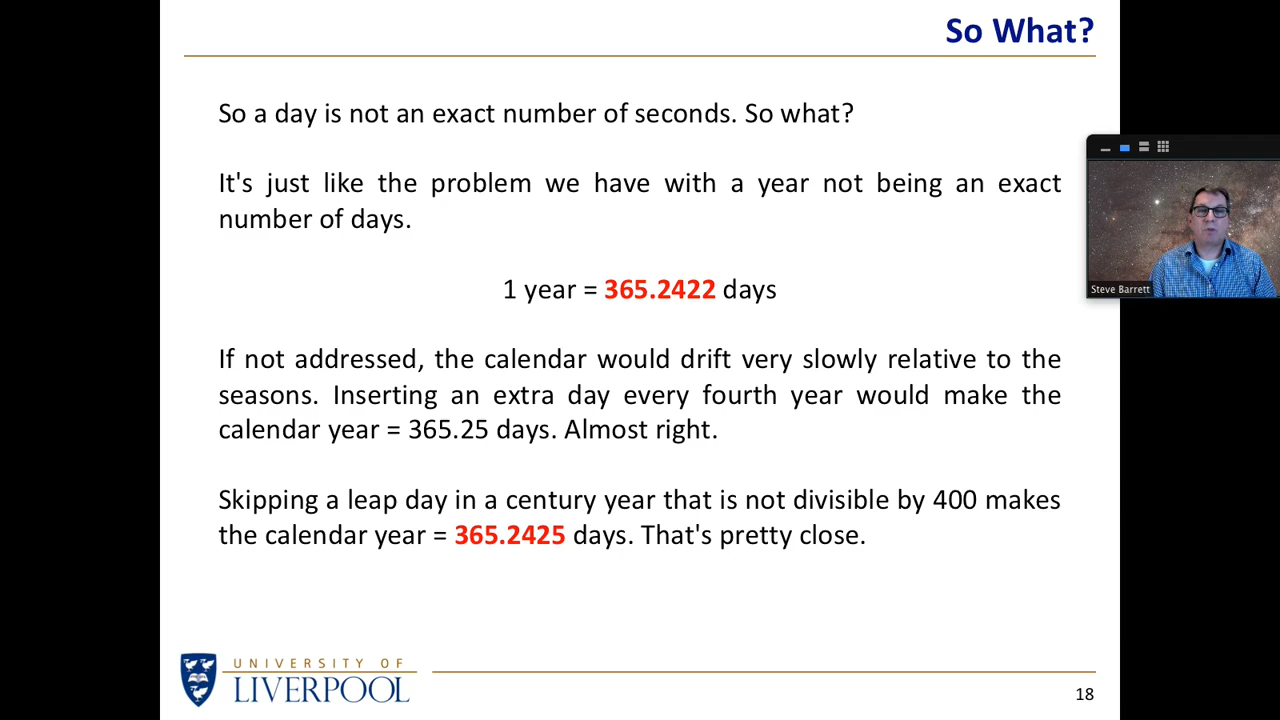 So What?
So a day is not an exact number of seconds. So what?
It's just like the problem we have with a year not being an exact
number of days.
1 year = 365.2422 days
If not addressed, the calendar would drift very slowly relative to the
seasons. Inserting an extra day every fourth year would make the
calendar year = 365.25 days. Almost right.
Skipping a leap day in a century year that is not divisible by 400 makes
the calendar year = 365.2425 days. That's pretty close.
Steve Barrett
UNIVERSITY OF
LIVERPOOL
18